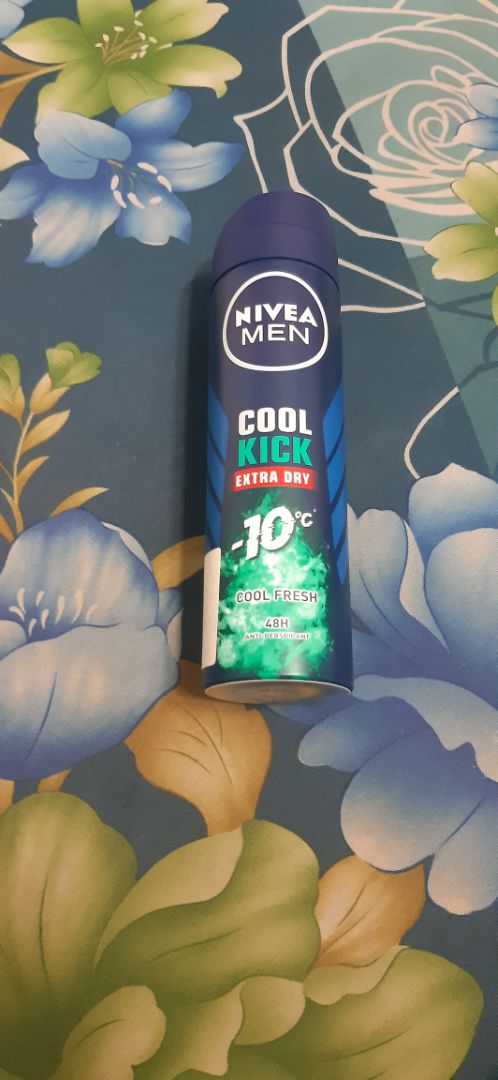 NIVEA
MEN
COOL
KICK
EXTRA DRY
-10°C
COOL FRESH
48H
ANTI-PERSPIRANT